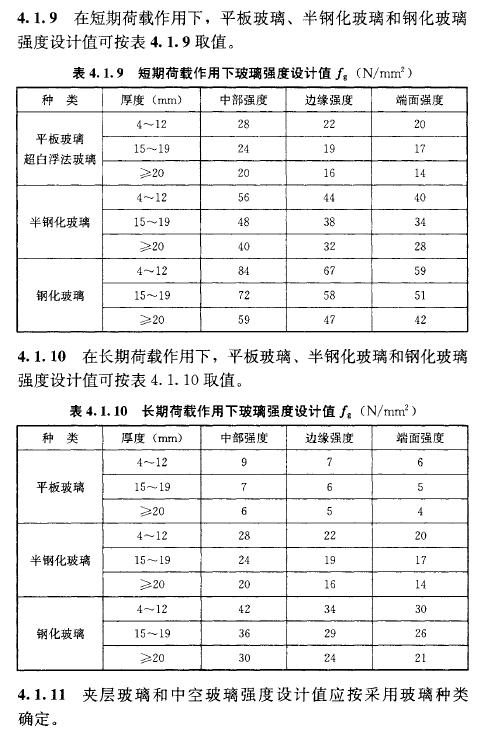 4.1.9 在短期荷载作用下，平板玻璃、半钢化玻璃和钢化玻璃
强度设计值可按表 4.1.9 取值。
表 4.1.9 短期荷载作用下玻璃强度设计值 fg (N/mm²)
种 类 厚度 (mm) 中部强度 边缘强度 端面强度
平板玻璃
超白浮法玻璃
4～12 28 22 20
15～19 24 19 17
≥20 20 16 14
半钢化玻璃
4～12 56 44 40
15～19 48 38 34
≥20 40 32 28
钢化玻璃
4～12 84 67 59
15～19 72 58 51
≥20 59 47 42
4.1.10 在长期荷载作用下，平板玻璃、半钢化玻璃和钢化玻璃
强度设计值可按表 4.1.10 取值。
表 4.1.10 长期荷载作用下玻璃强度设计值 fg (N/mm²)
种 类 厚度 (mm) 中部强度 边缘强度 端面强度
平板玻璃
4～12 9 7 6
15～19 7 6 5
≥20 6 5 4
半钢化玻璃
4～12 28 22 20
15～19 24 19 17
≥20 20 16 14
钢化玻璃
4～12 42 34 30
15～19 36 29 26
≥20 30 24 21
4.1.11 夹层玻璃和中空玻璃强度设计值应按采用玻璃种类
确定。